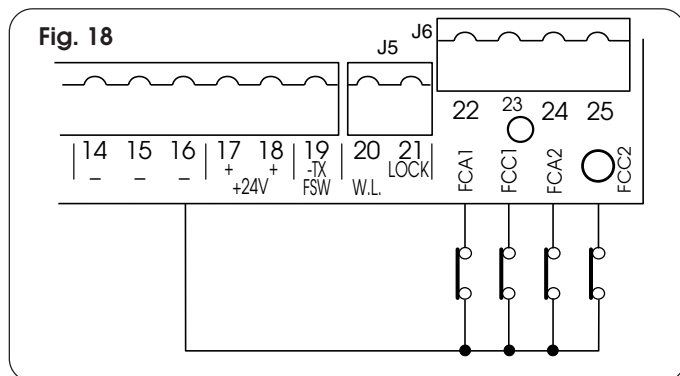 Fig. 18
J6
J5
22 23 24 25
14 15 16 17 18 19 20 21
– – – + + -TX LOCK
+24V FSW W.L.
FCA1 FCC1 FCA2 FCC2